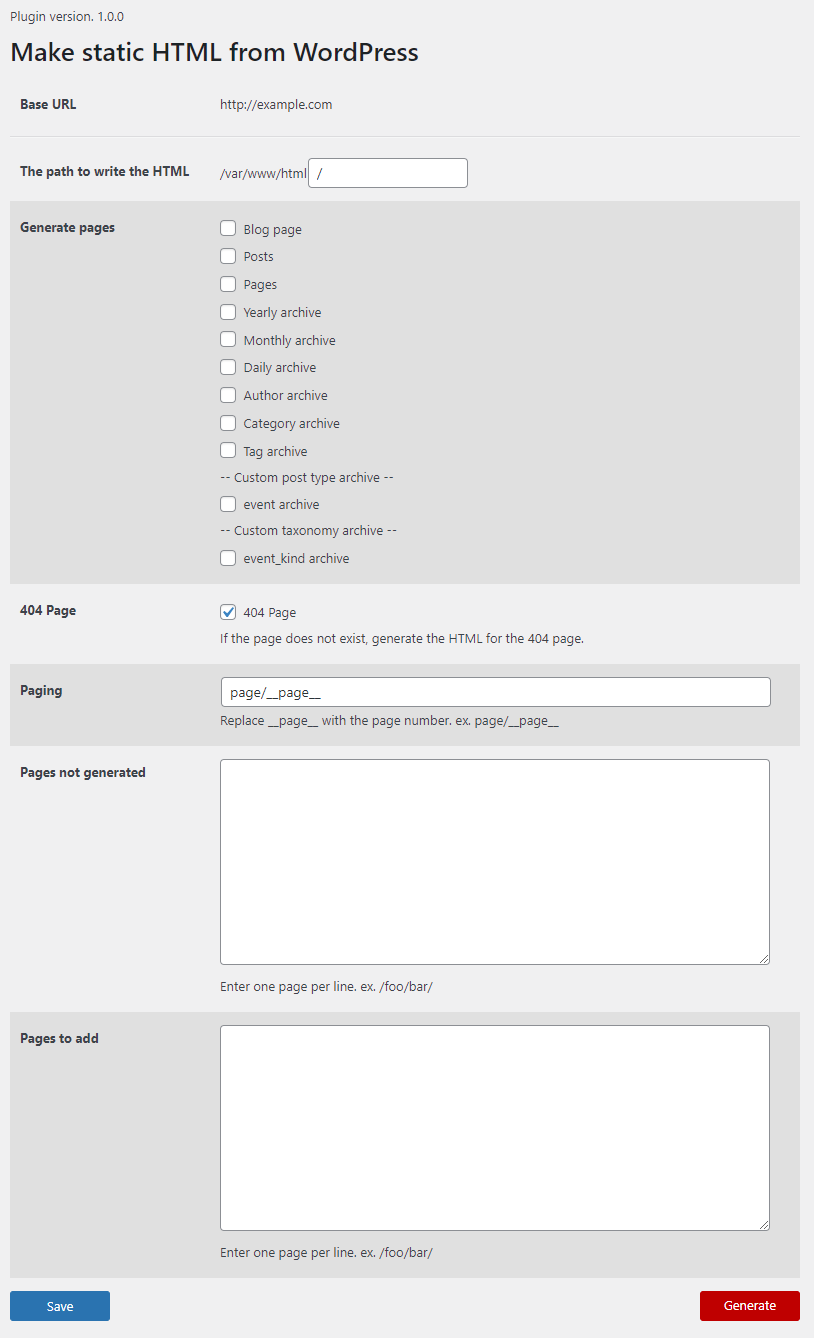 Plugin version. 1.0.0
Make static HTML from WordPress
Base URL http://example.com
The path to write the HTML /var/www/html /
Generate pages Blog page
Posts
Pages
Yearly archive
Monthly archive
Daily archive
Author archive
Category archive
Tag archive
-- Custom post type archive --
event archive
-- Custom taxonomy archive --
event_kind archive
404 Page 404 Page
If the page does not exist, generate the HTML for the 404 page.
Paging page/__page__
Replace __page__ with the page number. ex. page/__page__
Pages not generated
Enter one page per line. ex. /foo/bar/
Pages to add
Enter one page per line. ex. /foo/bar/
Save Generate